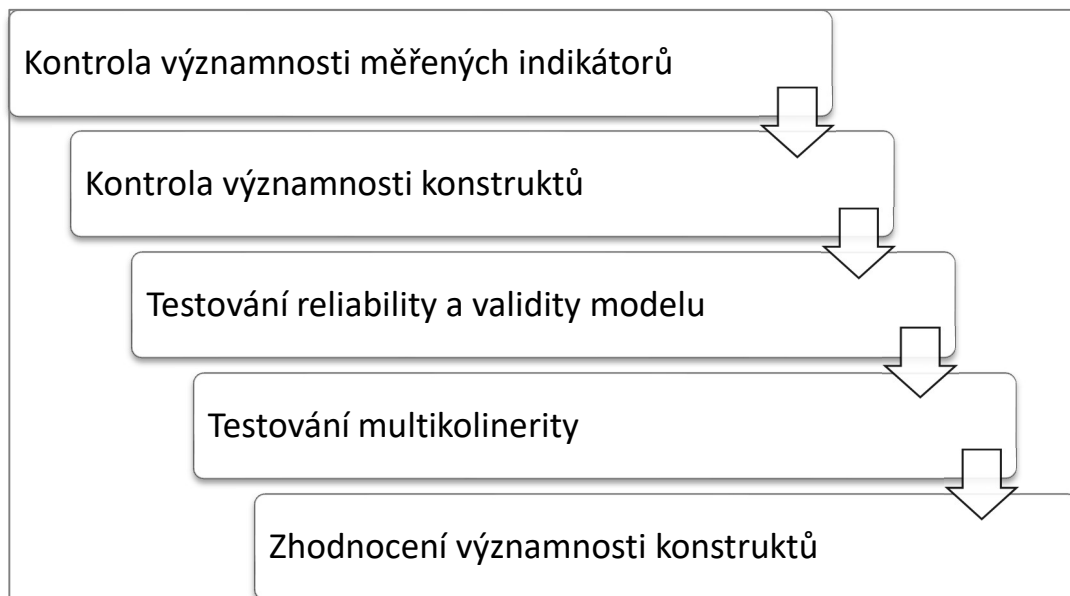 Kontrola významnosti měřených indikátorů
Kontrola významnosti konstruktů
Testování reliability a validity modelu
Testování multikolinerity
Zhodnocení významnosti konstruktů